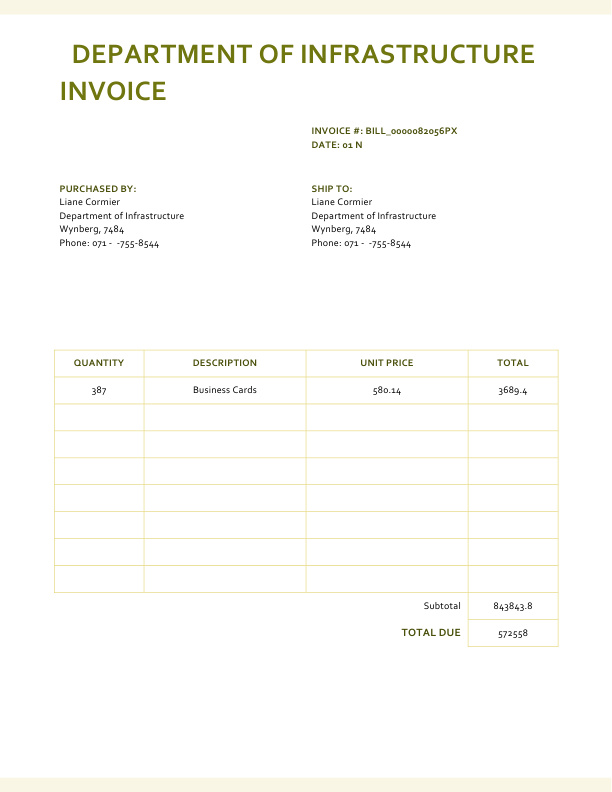 DEPARTMENT OF INFRASTRUCTURE
INVOICE
INVOICE #: BILL_0000082056PX
DATE: 01 N
PURCHASED BY:
Liane Cormier
Department of Infrastructure
Wynberg, 7484
Phone: 071 -  -755-8544
SHIP TO:
Liane Cormier
Department of Infrastructure
Wynberg, 7484
Phone: 071 -  -755-8544
QUANTITY DESCRIPTION UNIT PRICE TOTAL
387 Business Cards 580.14 3689.4
Subtotal 843843.8
TOTAL DUE 572558